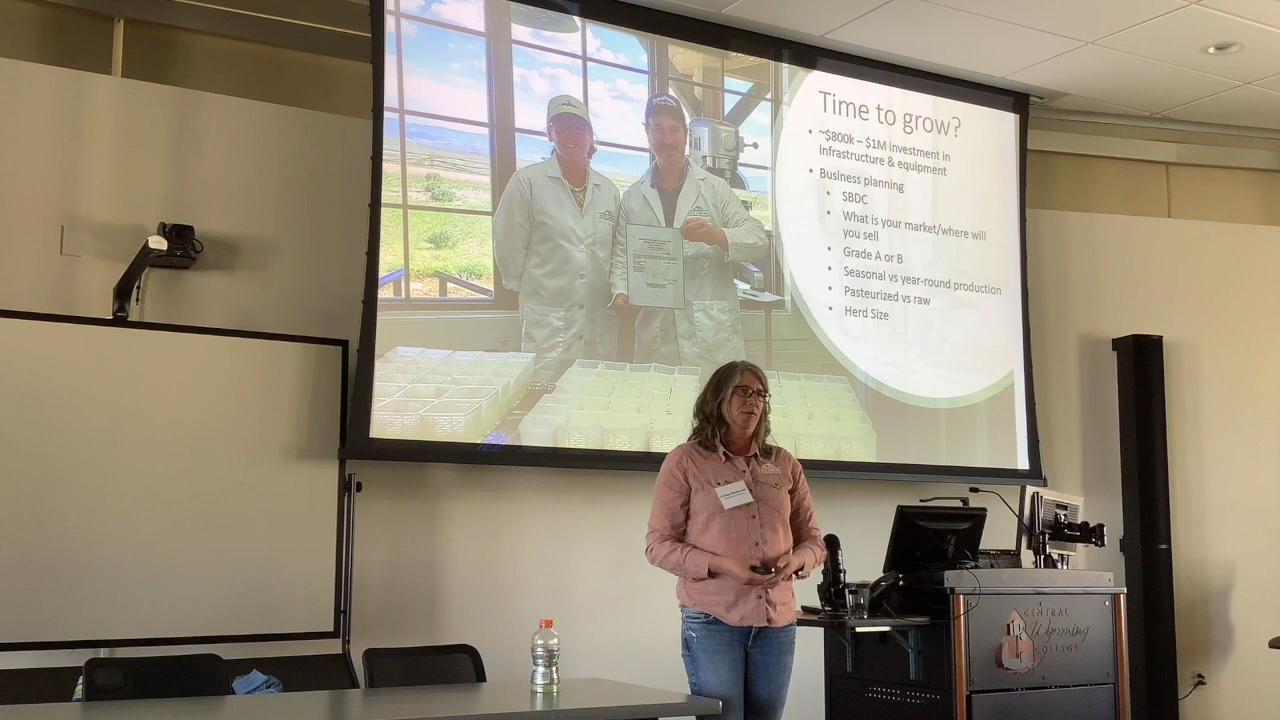 Time to grow?
• ~$800k – $1M investment in
infrastructure & equipment
• Business planning
• SBDC
• What is your market/where will
you sell
• Grade A or B
• Seasonal vs year-round production
• Pasteurized vs raw
• Herd Size
CENTRAL
Wyoming
COLLEGE